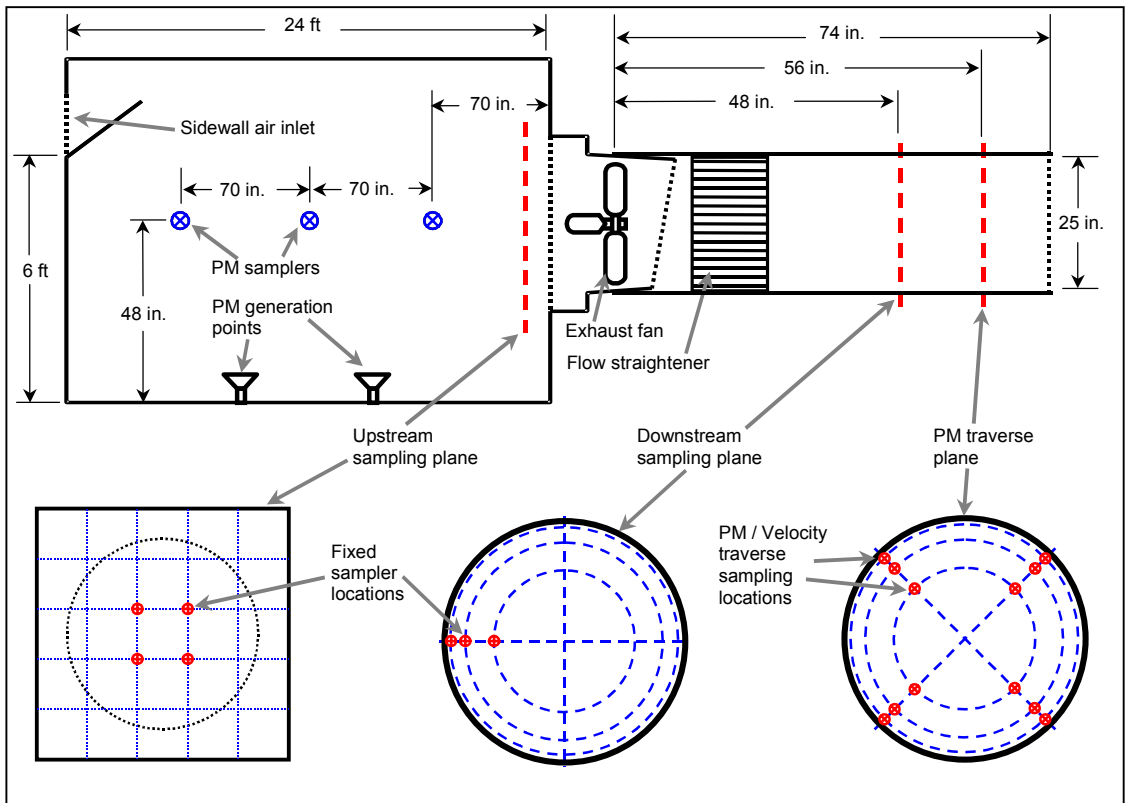 24 ft
74 in.
56 in.
48 in.
70 in.
Sidewall air inlet
70 in.
70 in.
25 in.
6 ft
PM samplers
48 in.
PM generation
points
Exhaust fan
Flow straightener
Upstream
sampling plane
Downstream
sampling plane
PM traverse
plane
Fixed
sampler
locations
PM / Velocity
traverse
sampling
locations